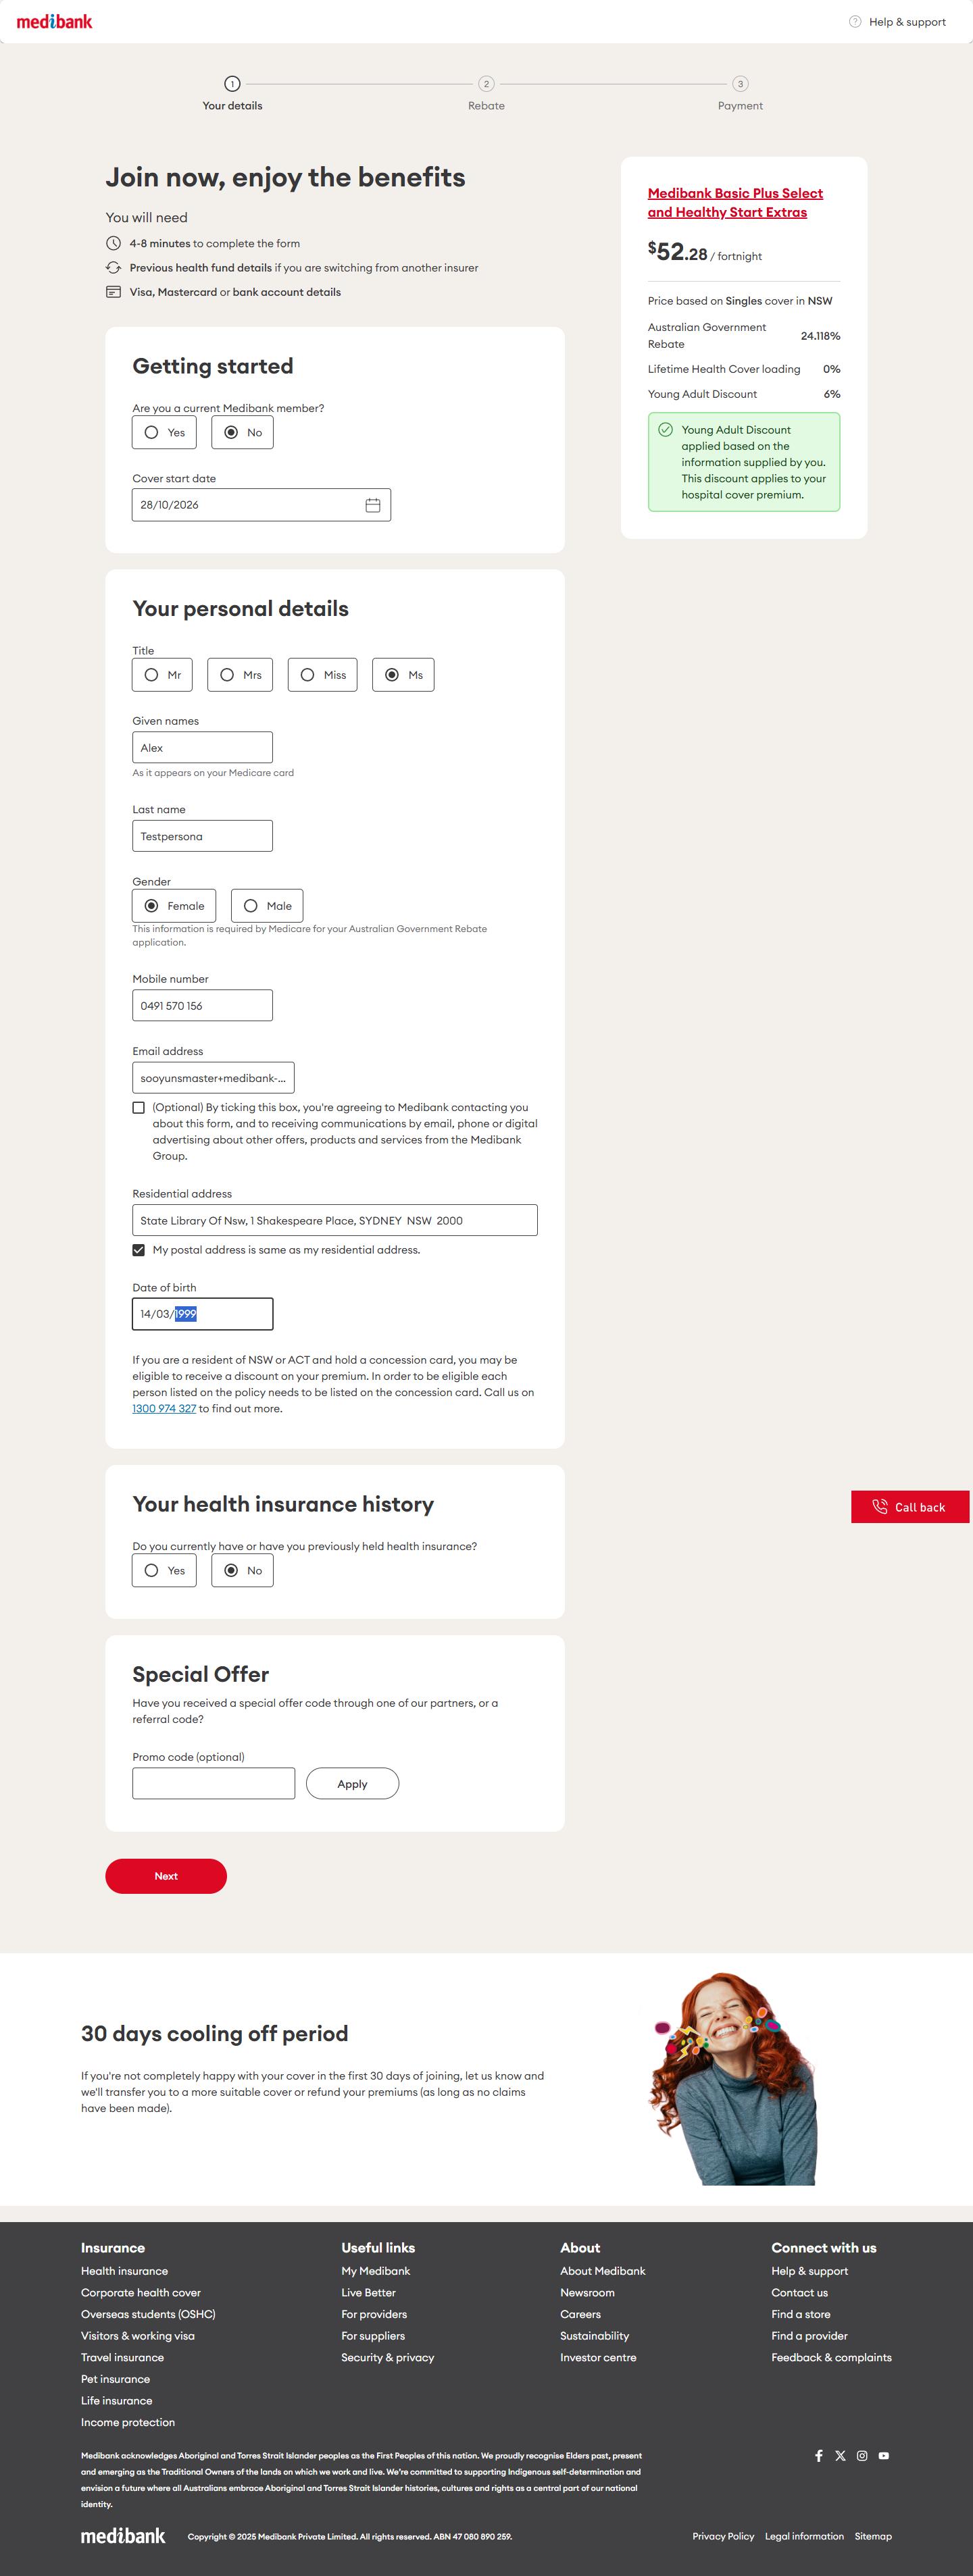 medibank
Help & support
1
2
3
Your details
Rebate
Payment
Join now, enjoy the benefits
You will need
4-8 minutes to complete the form
Previous health fund details if you are switching from another insurer
Visa, Mastercard or bank account details
Medibank Basic Plus Select
and Healthy Start Extras
$52.28 / fortnight
Price based on Singles cover in NSW
Australian Government
Rebate
24.118%
Lifetime Health Cover loading 0%
Young Adult Discount 6%
Young Adult Discount
applied based on the
information supplied by you.
This discount applies to your
hospital cover premium.
Getting started
Are you a current Medibank member?
Yes
No
Cover start date
28/10/2026
Your personal details
Title
Mr
Mrs
Miss
Ms
Given names
Alex
As it appears on your Medicare card
Last name
Testpersona
Gender
Female
Male
This information is required by Medicare for your Australian Government Rebate
application.
Mobile number
0491 570 156
Email address
sooyunsmaster+medibank-...
(Optional) By ticking this box, you're agreeing to Medibank contacting you
about this form, and to receiving communications by email, phone or digital
advertising about other offers, products and services from the Medibank
Group.
Residential address
State Library Of Nsw, 1 Shakespeare Place, SYDNEY NSW 2000
My postal address is same as my residential address.
Date of birth
14/03/1999
If you are a resident of NSW or ACT and hold a concession card, you may be
eligible to receive a discount on your premium. In order to be eligible each
person listed on the policy needs to be listed on the concession card. Call us on
1300 974 327 to find out more.
Your health insurance history
Do you currently have or have you previously held health insurance?
Yes
No
Call back
Special Offer
Have you received a special offer code through one of our partners, or a
referral code?
Promo code (optional)
Apply
Next
30 days cooling off period
If you're not completely happy with your cover in the first 30 days of joining, let us know and
we'll transfer you to a more suitable cover or refund your premiums (as long as no claims
have been made).
Insurance
Health insurance
Corporate health cover
Overseas students (OSHC)
Visitors & working visa
Travel insurance
Pet insurance
Life insurance
Income protection
Useful links
My Medibank
Live Better
For providers
For suppliers
Security & privacy
About
About Medibank
Newsroom
Careers
Sustainability
Investor centre
Connect with us
Help & support
Contact us
Find a store
Find a provider
Feedback & complaints
Medibank acknowledges Aboriginal and Torres Strait Islander peoples as the First Peoples of this nation. We proudly recognise Elders past, present
and emerging as the Traditional Owners of the lands on which we work and live. We're committed to supporting Indigenous self-determination and
envision a future where all Australians embrace Aboriginal and Torres Strait Islander histories, cultures and rights as a central part of our national
identity.
medibank
Copyright © 2025 Medibank Private Limited. All rights reserved. ABN 47 080 890 259.
Privacy Policy
Legal information
Sitemap